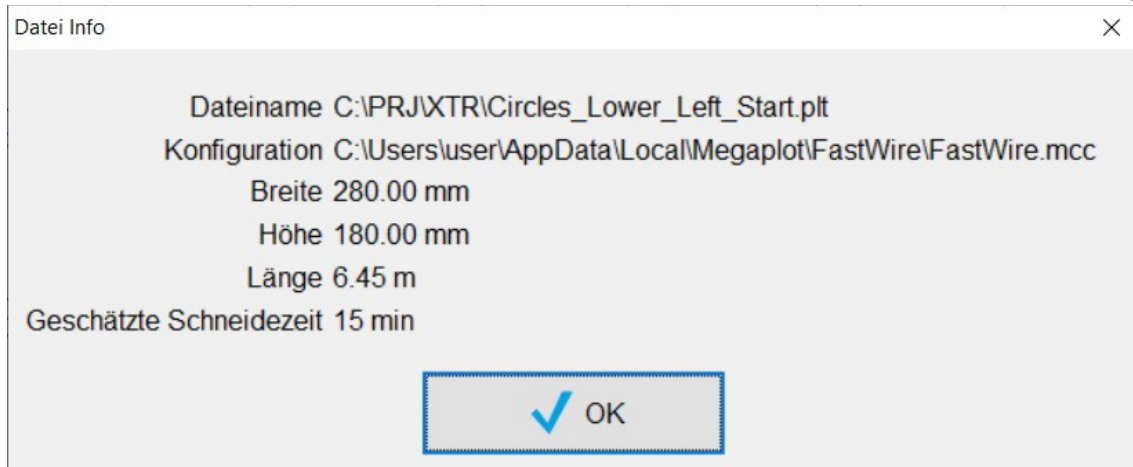 Datei Info
Dateiname C:\PRJ\XTR\Circles_Lower_Left_Start.plt
Konfiguration C:\Users\user\AppData\Local\Megaplot\FastWire\FastWire.mcc
Breite 280.00 mm
Höhe 180.00 mm
Länge 6.45 m
Geschätzte Schneidezeit 15 min
OK